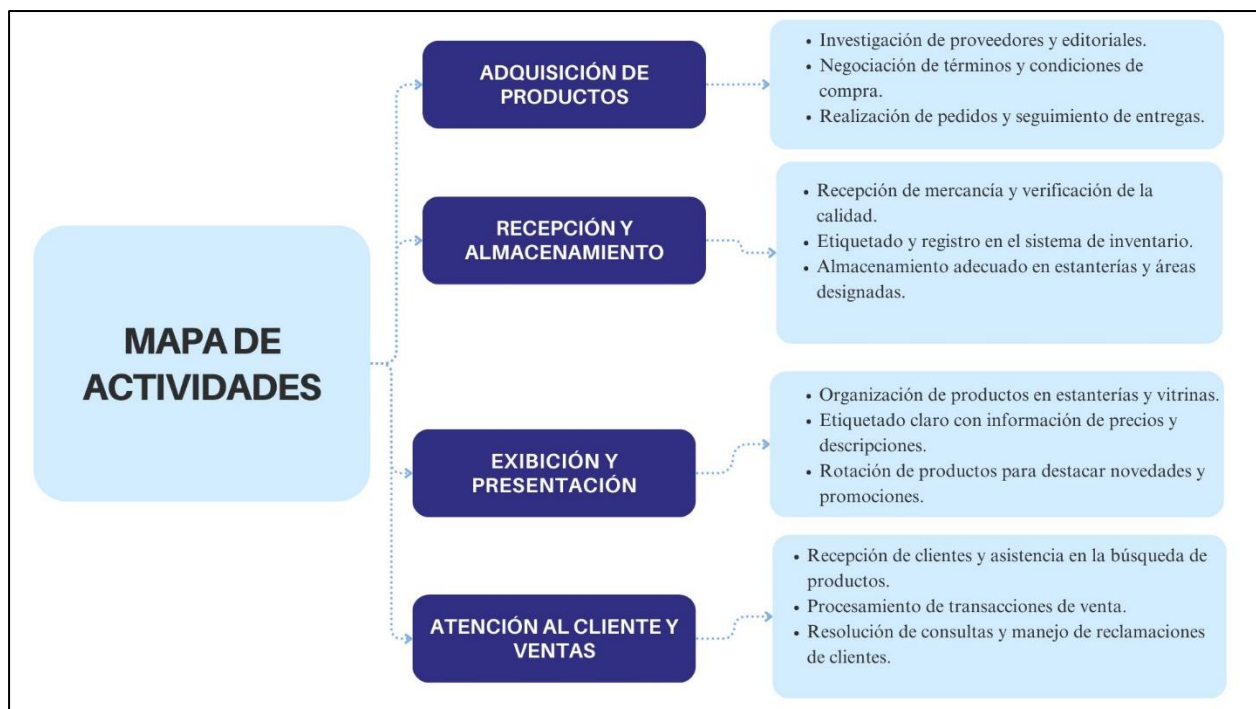 MAPA DE
ACTIVIDADES
ADQUISICIÓN DE
PRODUCTOS
• Investigación de proveedores y editoriales.
• Negociación de términos y condiciones de
compra.
• Realización de pedidos y seguimiento de entregas.
RECEPCIÓN Y
ALMACENAMIENTO
• Recepción de mercancía y verificación de la
calidad.
• Etiquetado y registro en el sistema de inventario.
• Almacenamiento adecuado en estanterías y áreas
designadas.
EXIBICIÓN Y
PRESENTACIÓN
• Organización de productos en estanterías y vitrinas.
• Etiquetado claro con información de precios y
descripciones.
• Rotación de productos para destacar novedades y
promociones.
ATENCIÓN AL CLIENTE Y
VENTAS
• Recepción de clientes y asistencia en la búsqueda de
productos.
• Procesamiento de transacciones de venta.
• Resolución de consultas y manejo de reclamaciones
de clientes.